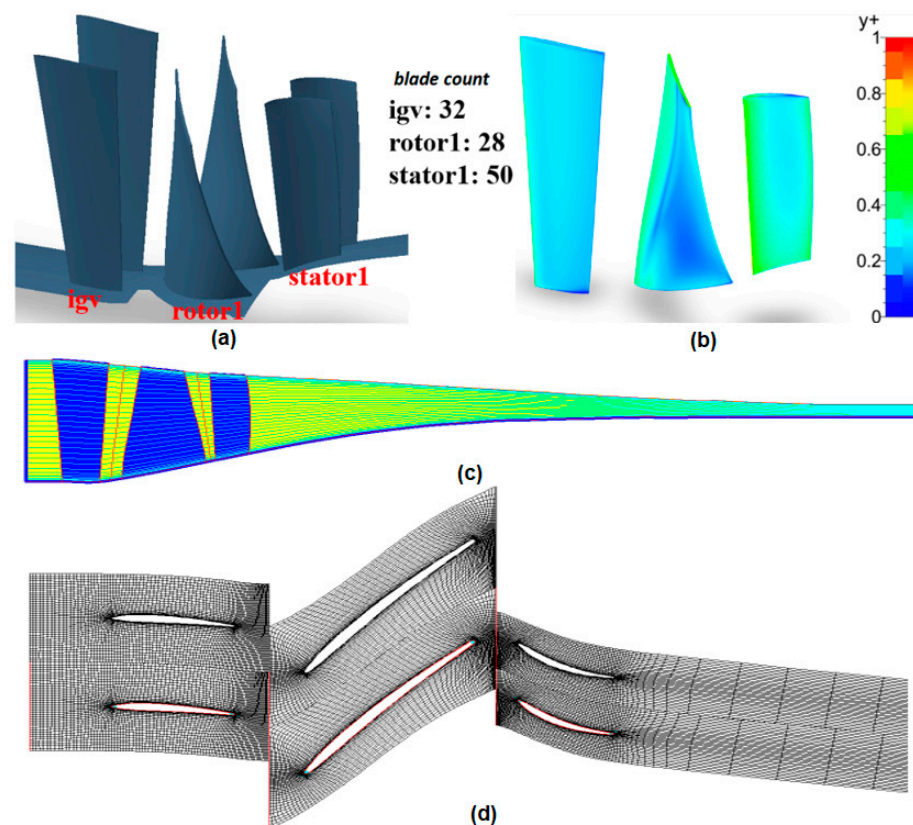 blade count
igv: 32
rotor1: 28
stator1: 50
igv
rotor1
stator1
(a)
y+
1
0.8
0.6
0.4
0.2
0
(b)
(c)
(d)